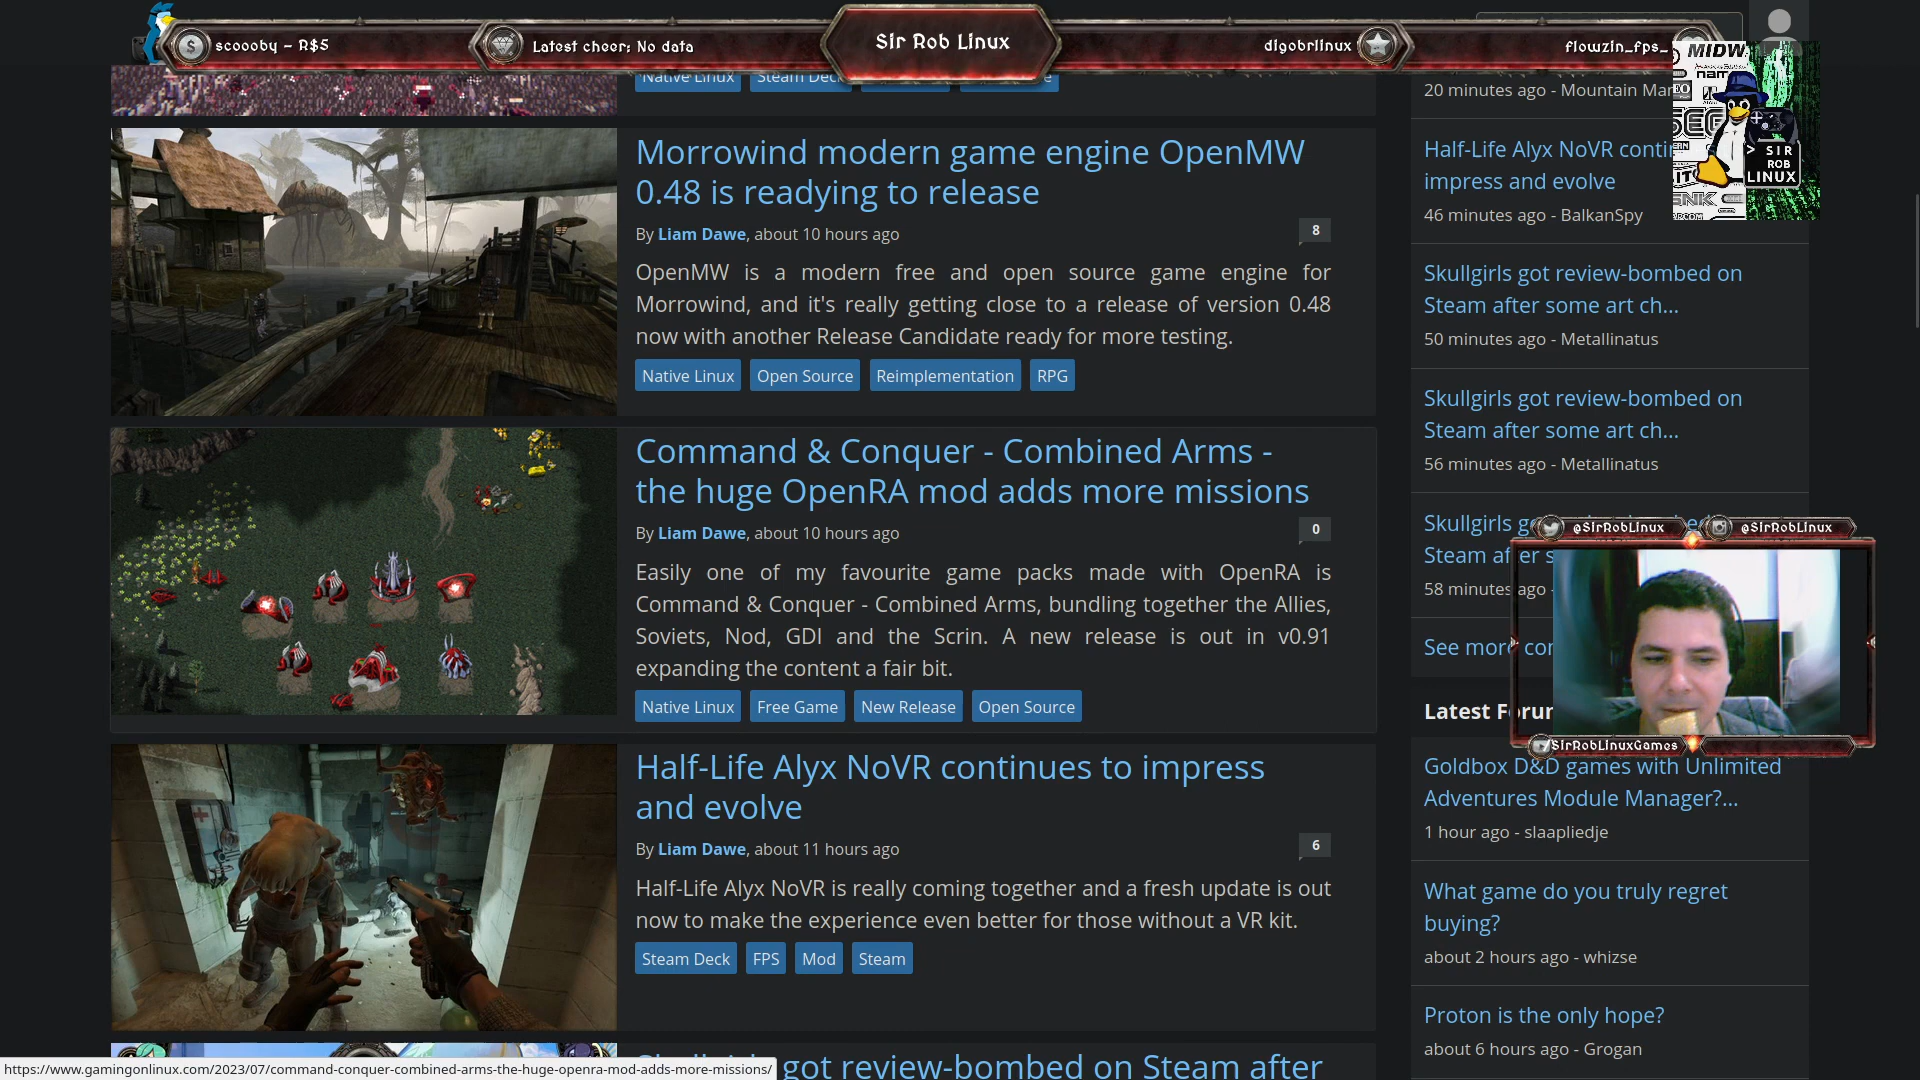 scoooby - R$5
Latest cheer: No data
Sir Rob Linux
digobrlinux
flowzin_fps_
Native Linux
MIDW
20 minutes ago - Mountain Man
Half-Life Alyx NoVR
impress and evolve
46 minutes ago - BalkanSpy
> SIR
ROB
LINUX
Morrowind modern game engine OpenMW
0.48 is readying to release
By Liam Dawe, about 10 hours ago
8
OpenMW is a modern free and open source game engine for
Morrowind, and it's really getting close to a release of version 0.48
now with another Release Candidate ready for more testing.
Native Linux
Open Source
Reimplementation
RPG
Command & Conquer - Combined Arms -
the huge OpenRA mod adds more missions
By Liam Dawe, about 10 hours ago
0
Easily one of my favourite game packs made with OpenRA is
Command & Conquer - Combined Arms, bundling together the Allies,
Soviets, Nod, GDI and the Scrin. A new release is out in v0.91
expanding the content a fair bit.
Native Linux
Free Game
New Release
Open Source
Half-Life Alyx NoVR continues to impress
and evolve
By Liam Dawe, about 11 hours ago
6
Half-Life Alyx NoVR is really coming together and a fresh update is out
now to make the experience even better for those without a VR kit.
Steam Deck
FPS
Mod
Steam
got review-bombed on Steam after
https://www.gamingonlinux.com/2023/07/command-conquer-combined-arms-the-huge-openra-mod-adds-more-missions/
Skullgirls got review-bombed on
Steam after some art ch...
50 minutes ago - Metallinatus
Skullgirls got review-bombed on
Steam after some art ch...
56 minutes ago - Metallinatus
Skullgirls
@SirRobLinux
@SirRobLinux
Steam after s
58 minutes ago -
See more
Latest
SirRobLinuxGames
Goldbox D&D games with Unlimited
Adventures Module Manager?...
1 hour ago - slaapliedje
What game do you truly regret
buying?
about 2 hours ago - whizse
Proton is the only hope?
about 6 hours ago - Grogan